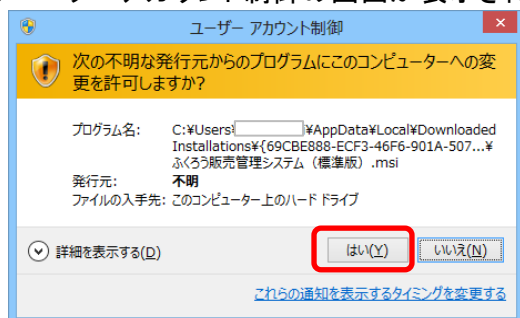 ユーザー アカウント制御
次の不明な発行元からのプログラムにこのコンピューターへの変
更を許可しますか?
プログラム名: C:¥Users¥ ¥AppData¥Local¥Downloaded
Installations¥{69CBE888-ECF3-46F6-901A-507...¥
ふくろう販売管理システム（標準版）.msi
発行元: 不明
ファイルの入手先: このコンピューター上のハード ドライブ
詳細を表示する(D) はい(Y) いいえ(N)
これらの通知を表示するタイミングを変更する